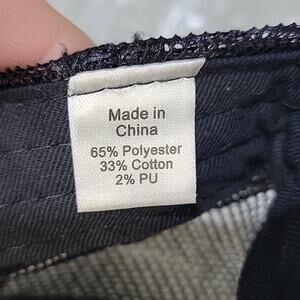 Made in
China
65% Polyester
33% Cotton
2% PU